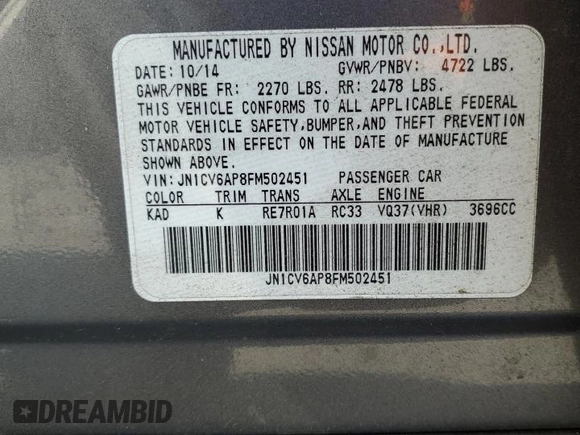 MANUFACTURED BY NISSAN MOTOR CO.,LTD.
DATE: 10/14 GVWR/PNBV: 4722 LBS.
GAWR/PNBE FR: 2270 LBS. RR: 2478 LBS.
THIS VEHICLE CONFORMS TO ALL APPLICABLE FEDERAL
MOTOR VEHICLE SAFETY,BUMPER,AND THEFT PREVENTION
STANDARDS IN EFFECT ON THE DATE OF MANUFACTURE
SHOWN ABOVE.
VIN: JN1CV6AP8FM502451 PASSENGER CAR
COLOR TRIM TRANS AXLE ENGINE
KAD K RE7R01A RC33 VQ37(VHR) 3696CC
JN1CV6AP8FM502451
DREAMBID